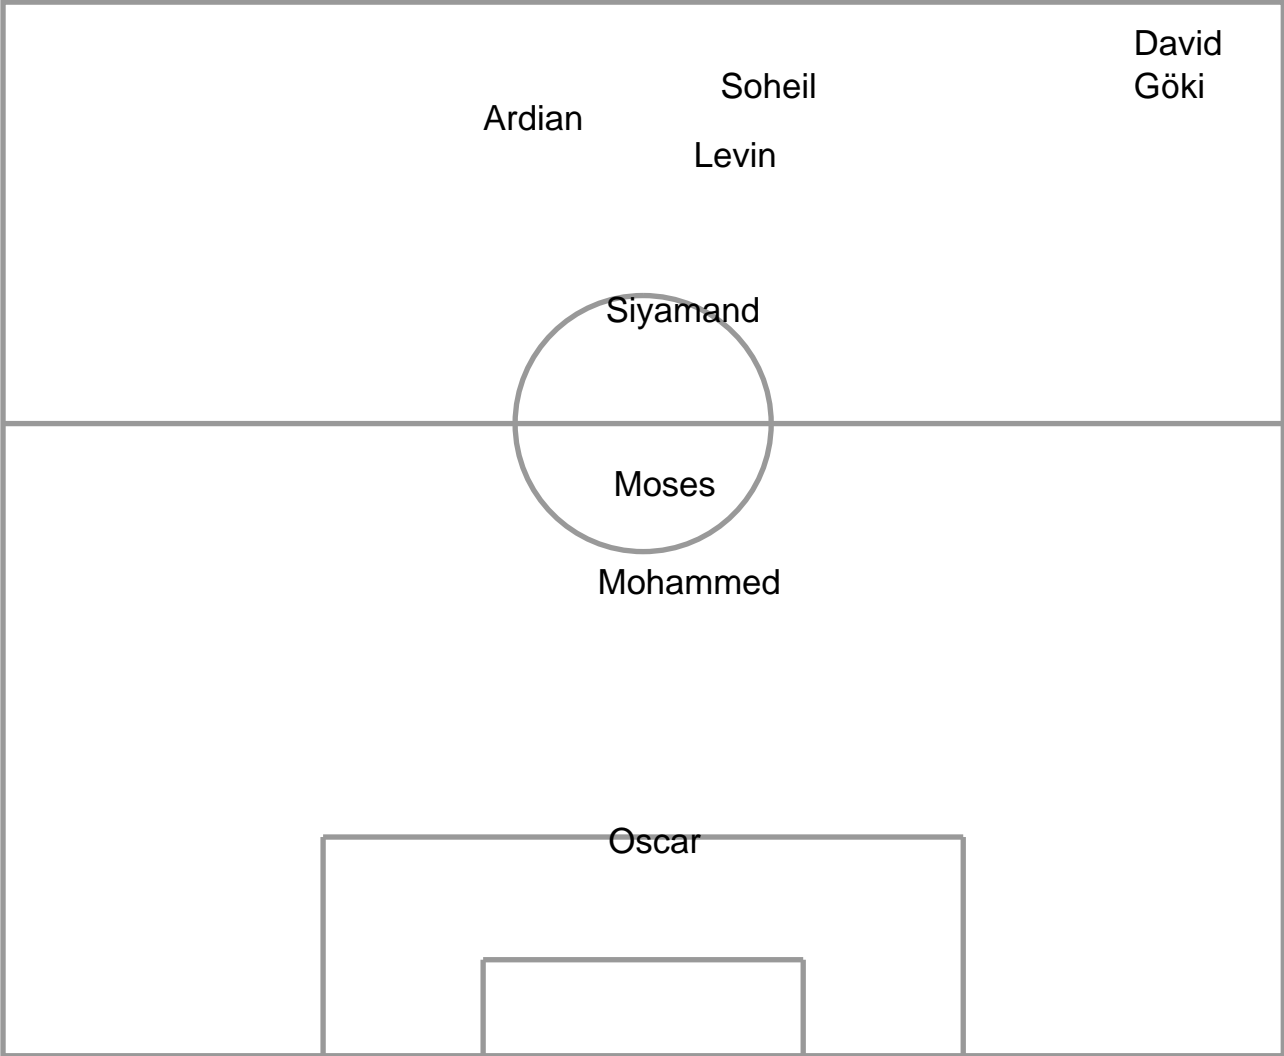 David
Göki
Soheil
Ardian
Levin
Siyamand
Moses
Mohammed
Oscar